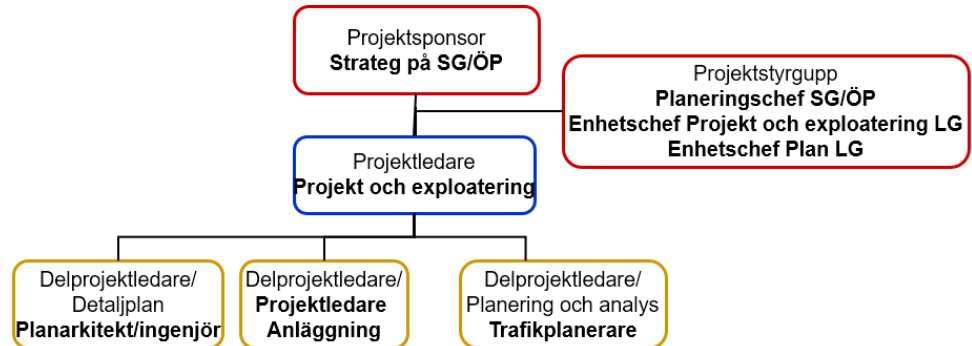 Projektsponsor
Strateg på SG/ÖP
Projektstyrgupp
Planeringschef SG/ÖP
Enhetschef Projekt och exploatering LG
Enhetschef Plan LG
Projektledare
Projekt och exploatering
Delprojektledare/
Detaljplan
Planarkitekt/ingenjör
Delprojektledare/
Projektledare
Anläggning
Delprojektledare/
Planering och analys
Trafikplanerare